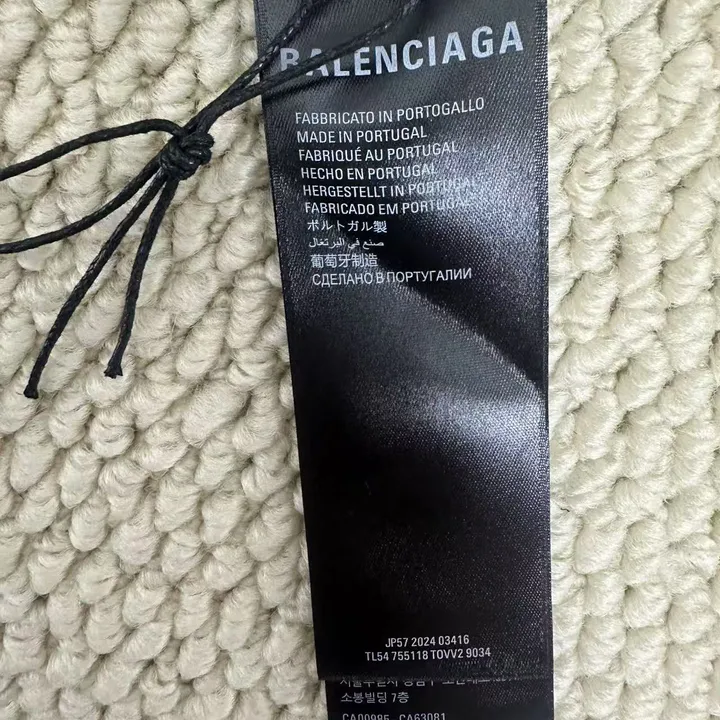 BALENCIAGA
FABBRICATO IN PORTOGALLO
MADE IN PORTUGAL
FABRIQUÉ AU PORTUGAL
HECHO EN PORTUGAL
HERGESTELLT IN PORTUGAL
FABRICADO EM PORTUGAL
ポルトガル製
صنع في البرتغال
葡萄牙制造
СДЕЛАНО В ПОРТУГАЛИИ
JP57 2024 03416
TL54 755118 TOVV2 9034
소봉빌딩 7층
CA00985 CA63081